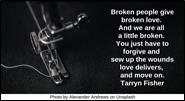 Broken people give
broken love.
And we are all
a little broken.
You just have to
forgive and
sew up the wounds
love delivers,
and move on.
Tarryn Fisher
Photo by Alexander Andrews on Unsplash